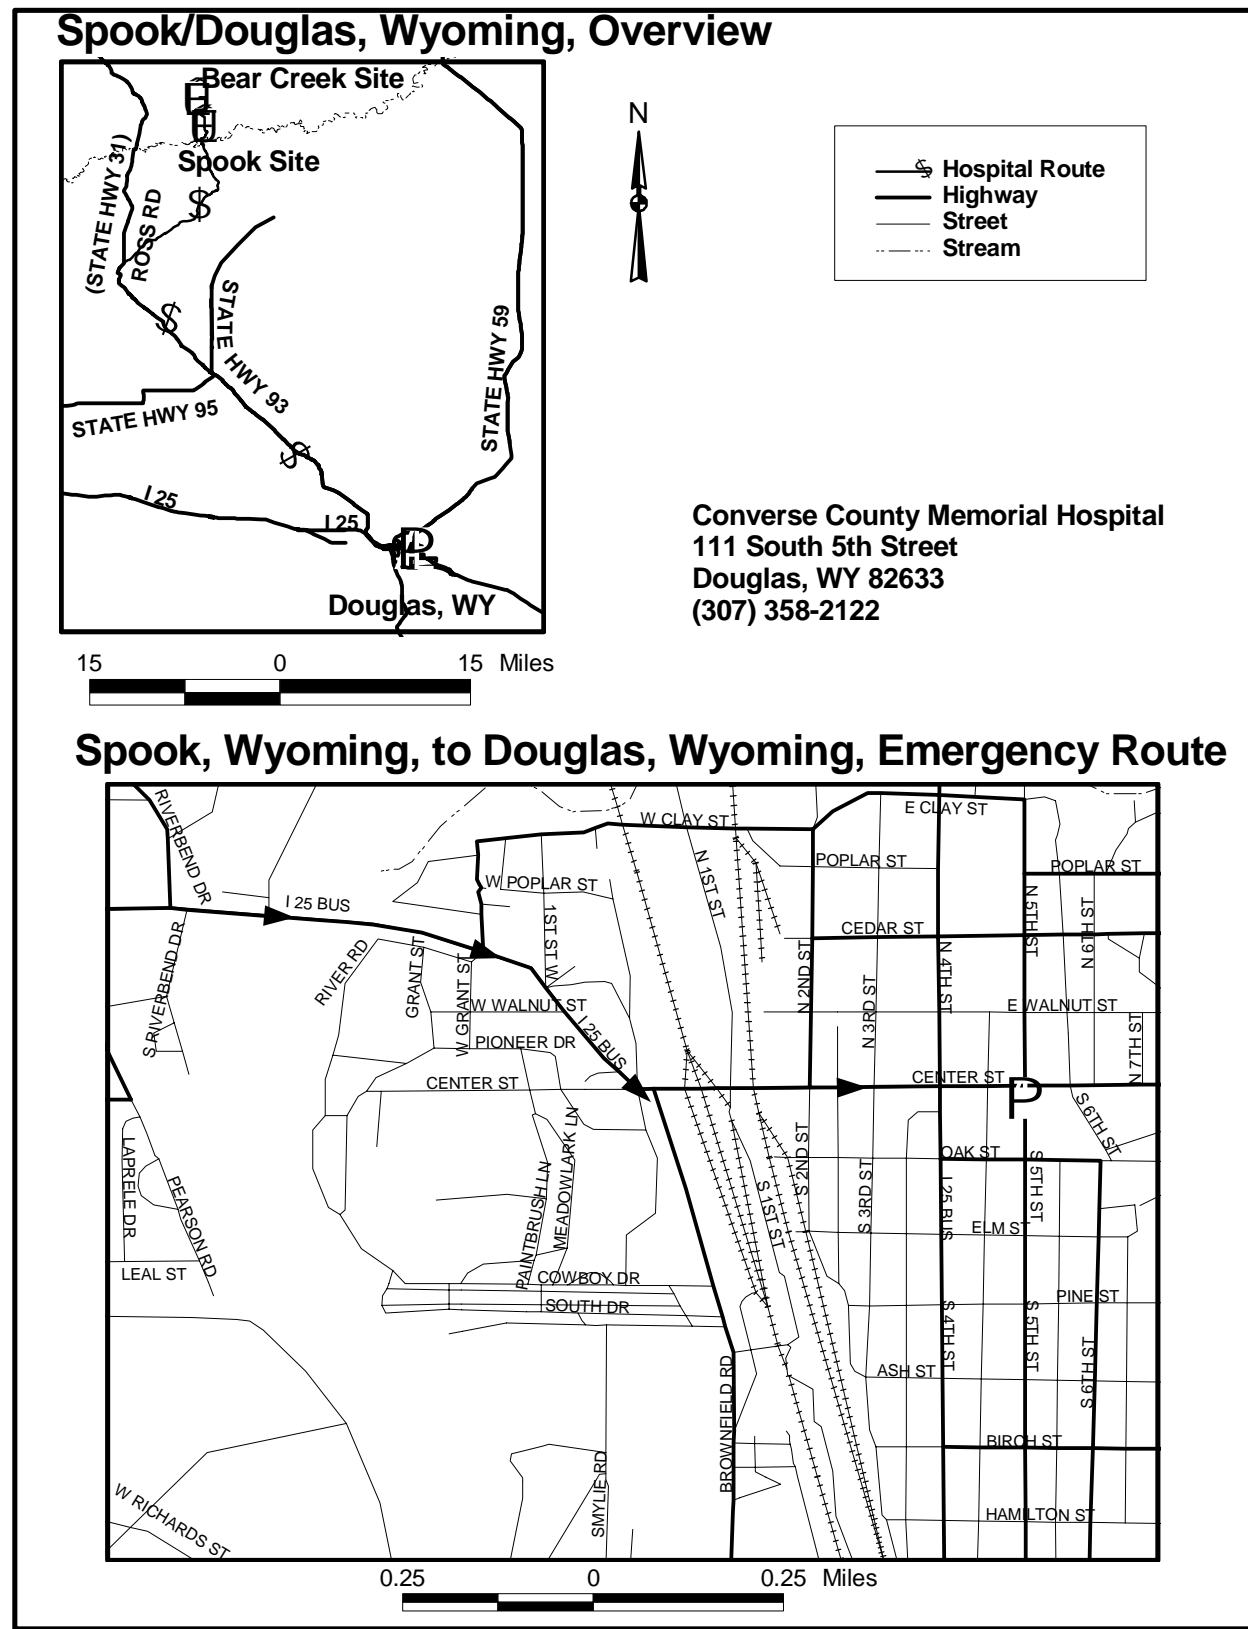 Spook/Douglas, Wyoming, Overview
Bear Creek Site
Spook Site
(STATE HWY 31)
ROSS RD
STATE HWY 93
STATE HWY 59
STATE HWY 95
I 25
I 25
Douglas, WY
N
Hospital Route
Highway
Street
Stream
Converse County Memorial Hospital
111 South 5th Street
Douglas, WY 82633
(307) 358-2122
15 0 15 Miles
Spook, Wyoming, to Douglas, Wyoming, Emergency Route
RIVERBEND DR
W CLAY ST
E CLAY ST
POPLAR ST
POPLAR ST
W POPLAR ST
N 1ST ST
I 25 BUS
1ST ST W
N 5TH ST
N 6TH ST
CEDAR ST
S RIVERBEND DR
RIVER RD
GRANT ST
W GRANT ST
N 2ND ST
N 3RD ST
N 4TH ST
W WALNUT ST
E WALNUT ST
I 25 BUS
PIONEER DR
N 7TH ST
CENTER ST
CENTER ST
P
S 6TH ST
LAPRELE DR
PEARSON RD
PAINTBRUSH LN
MEADOWLARK LN
S 2ND ST
S 3RD ST
OAK ST
S 5TH ST
I 25 BUS
S 1ST ST
ELM ST
LEAL ST
COWBOY DR
SOUTH DR
PINE ST
S 4TH ST
S 5TH ST
S 6TH ST
ASH ST
BROWNFIELD RD
BIRCH ST
SMYLIE RD
W RICHARDS ST
HAMILTON ST
0.25 0 0.25 Miles